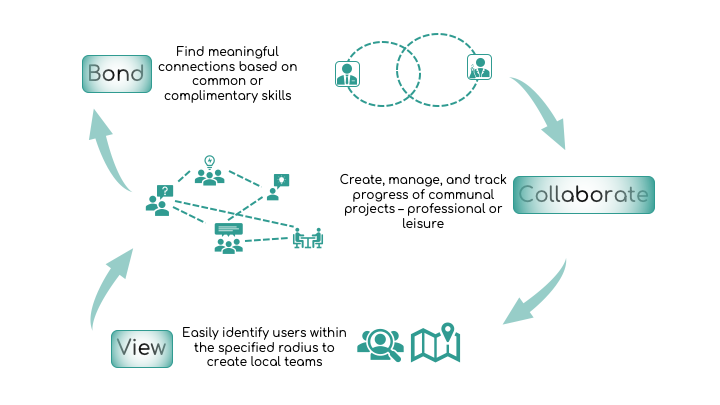 Bond
Find meaningful
connections based on
common or
complimentary skills
?
Create, manage, and track
progress of communal
projects – professional or
leisure
Collaborate
View
Easily identify users within
the specified radius to
create local teams